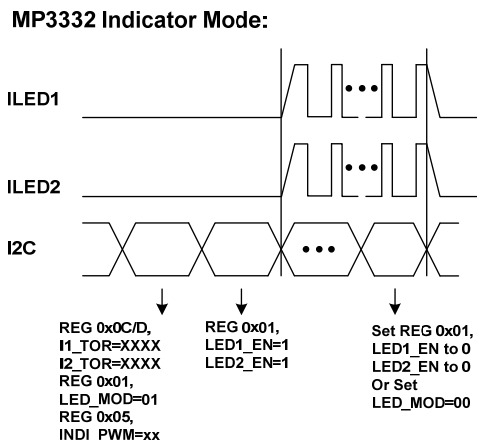 MP3332 Indicator Mode:
ILED1
ILED2
I2C
REG 0x0C/D,
I1_TOR=XXXX
I2_TOR=XXXX
REG 0x01,
LED_MOD=01
REG 0x05,
INDI_PWM=xx
REG 0x01,
LED1_EN=1
LED2_EN=1
Set REG 0x01,
LED1_EN to 0
LED2_EN to 0
Or Set
LED_MOD=00